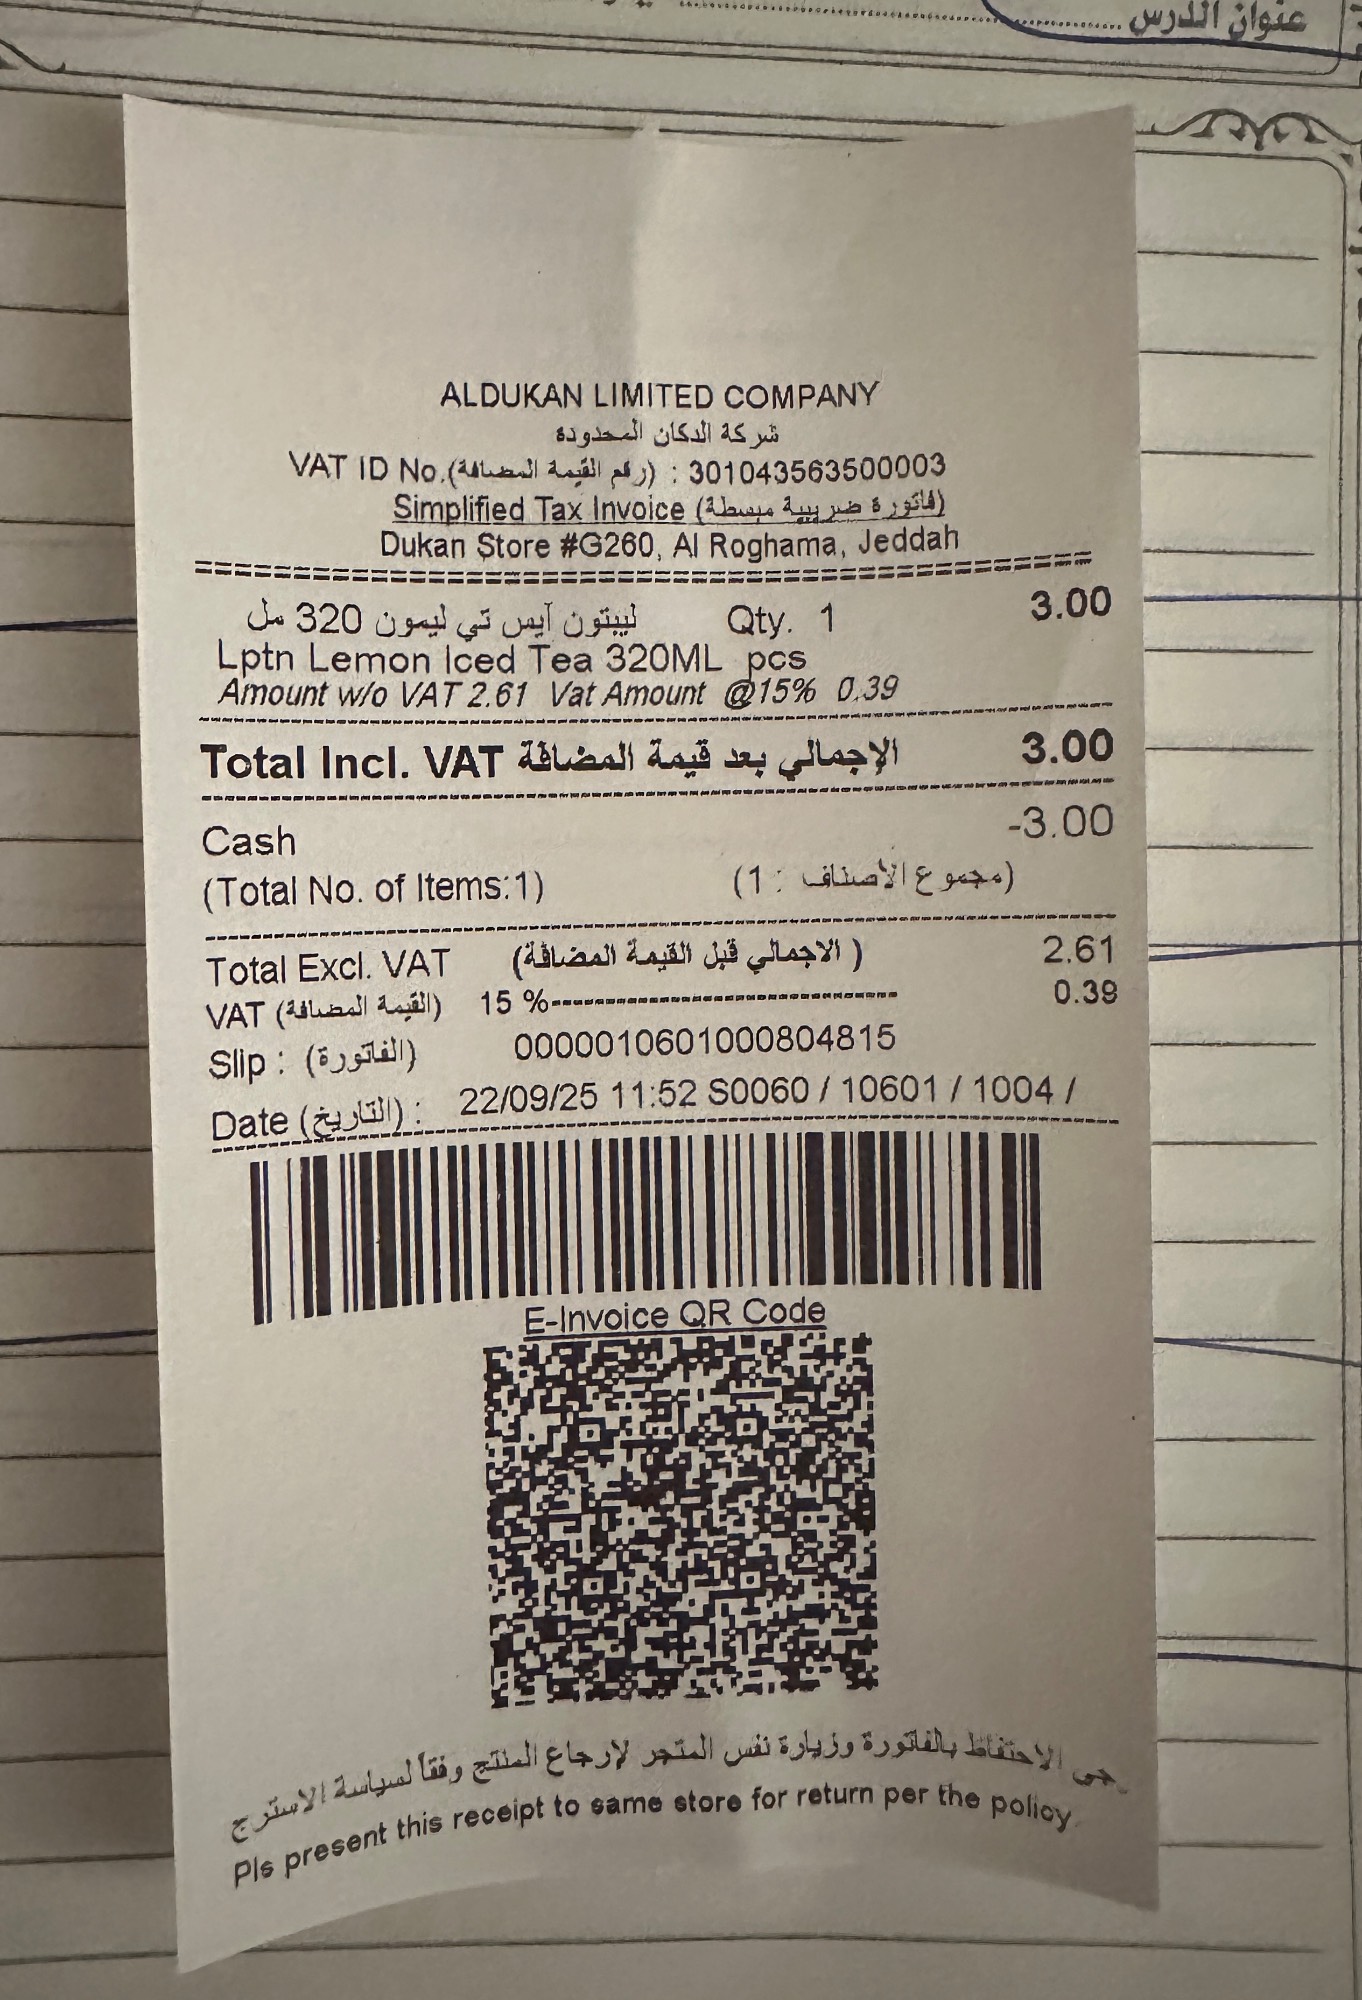 عنوان الدرس
ALDUKAN LIMITED COMPANY
شركة الدكان المحدودة
VAT ID No.(رقم القيمة المضافة) : 301043563500003
Simplified Tax Invoice (فاتورة ضريبية مبسطة)
Dukan Store #G260, Al Roghama, Jeddah
ليبتون آيس تي ليمون 320 مل Qty. 1 3.00
Lptn Lemon Iced Tea 320ML pcs
Amount w/o VAT 2.61 Vat Amount @15% 0.39
Total Incl. VAT الإجمالي بعد قيمة المضافة 3.00
Cash -3.00
(Total No. of Items:1) (مجموع الأصناف : 1)
Total Excl. VAT (الاجمالي قبل القيمة المضافة ) 2.61
VAT (القيمة المضافة) 15 %------------------------------- 0.39
Slip : (الفاتورة) 0000010601000804815
Date (التاريخ) : 22/09/25 11:52 S0060 / 10601 / 1004 /
E-Invoice QR Code
الاحتفاظ بالفاتورة وزيارة نفس المتجر لإرجاع المنتج وفقاً لسياسة الاسترج
Pls present this receipt to same store for return per the policy